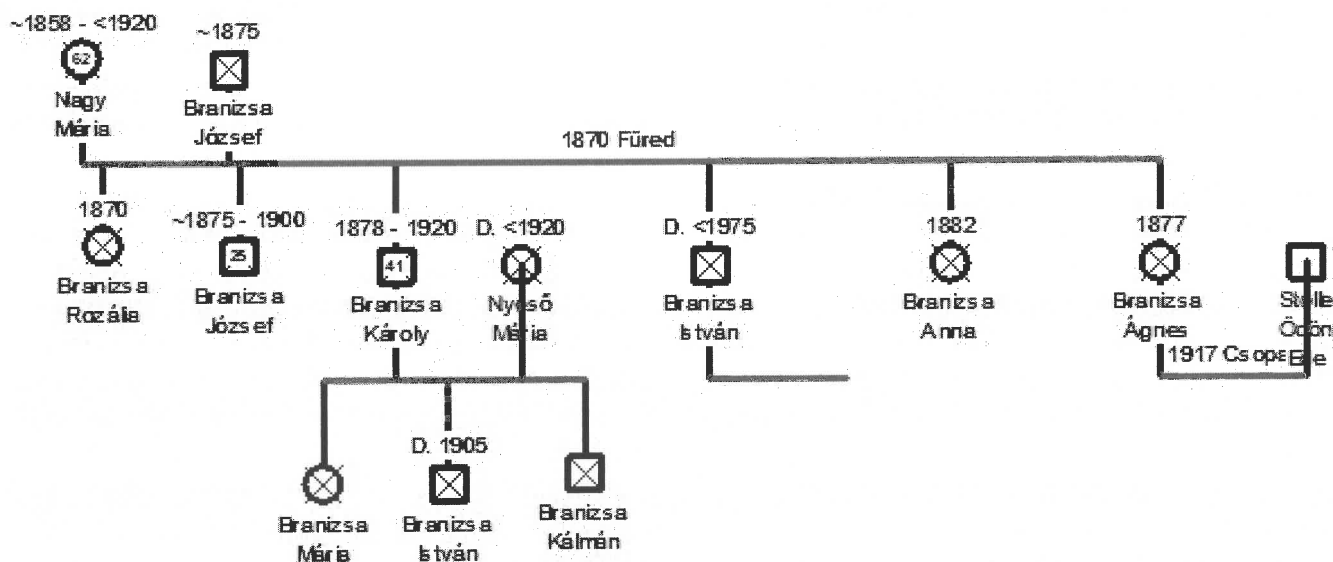 ~1858 - <1920
~1875
62
Nagy
Mária
Branizsa
József
1870 Füred
1870
Branizsa
Rozália
~1875 - 1900
25
Branizsa
József
1878 - 1920
41
Branizsa
Károly
D. <1920
Nyeső
Mária
D. <1975
Branizsa
István
1882
Branizsa
Anna
1877
Branizsa
Ágnes
Ödön
1917
Branizsa
Mária
D. 1905
Branizsa
István
Branizsa
Kálmán